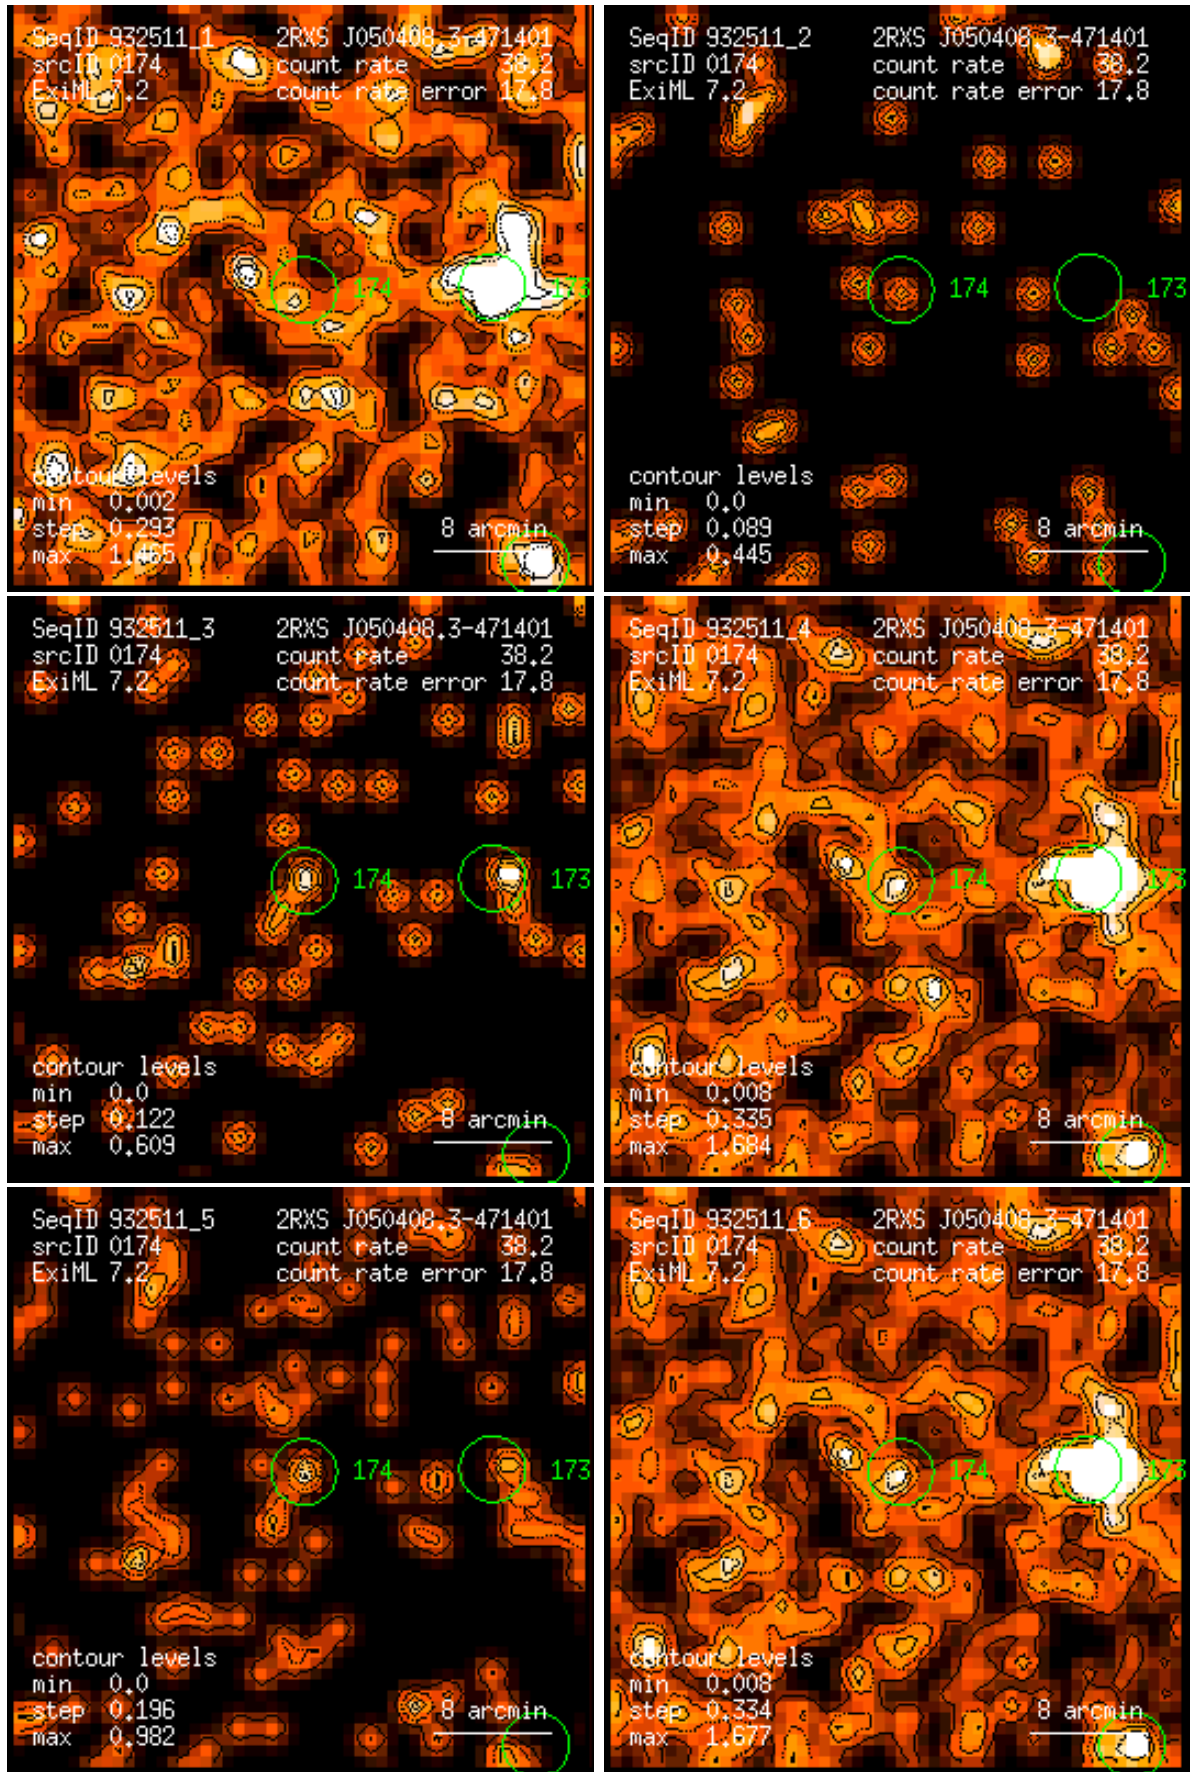 SeqID 932511_1 2RXS J050408.3-471401
srcID 0174 count rate 38.2
ExiML 7.2 count rate error 17.8
174 173
contour levels
min 0.002
step 0.293 8 arcmin
max 1.465
SeqID 932511_2 2RXS J050408.3-471401
srcID 0174 count rate 38.2
ExiML 7.2 count rate error 17.8
174 173
contour levels
min 0.0
step 0.089 8 arcmin
max 0.445
SeqID 932511_3 2RXS J050408.3-471401
srcID 0174 count rate 38.2
ExiML 7.2 count rate error 17.8
174 173
contour levels
min 0.0
step 0.122 8 arcmin
max 0.609
SeqID 932511_4 2RXS J050408.3-471401
srcID 0174 count rate 38.2
ExiML 7.2 count rate error 17.8
174 173
contour levels
min 0.008
step 0.335 8 arcmin
max 1.684
SeqID 932511_5 2RXS J050408.3-471401
srcID 0174 count rate 38.2
ExiML 7.2 count rate error 17.8
174 173
contour levels
min 0.0
step 0.196 8 arcmin
max 0.982
SeqID 932511_6 2RXS J050408.3-471401
srcID 0174 count rate 38.2
ExiML 7.2 count rate error 17.8
174 173
contour levels
min 0.008
step 0.334 8 arcmin
max 1.677